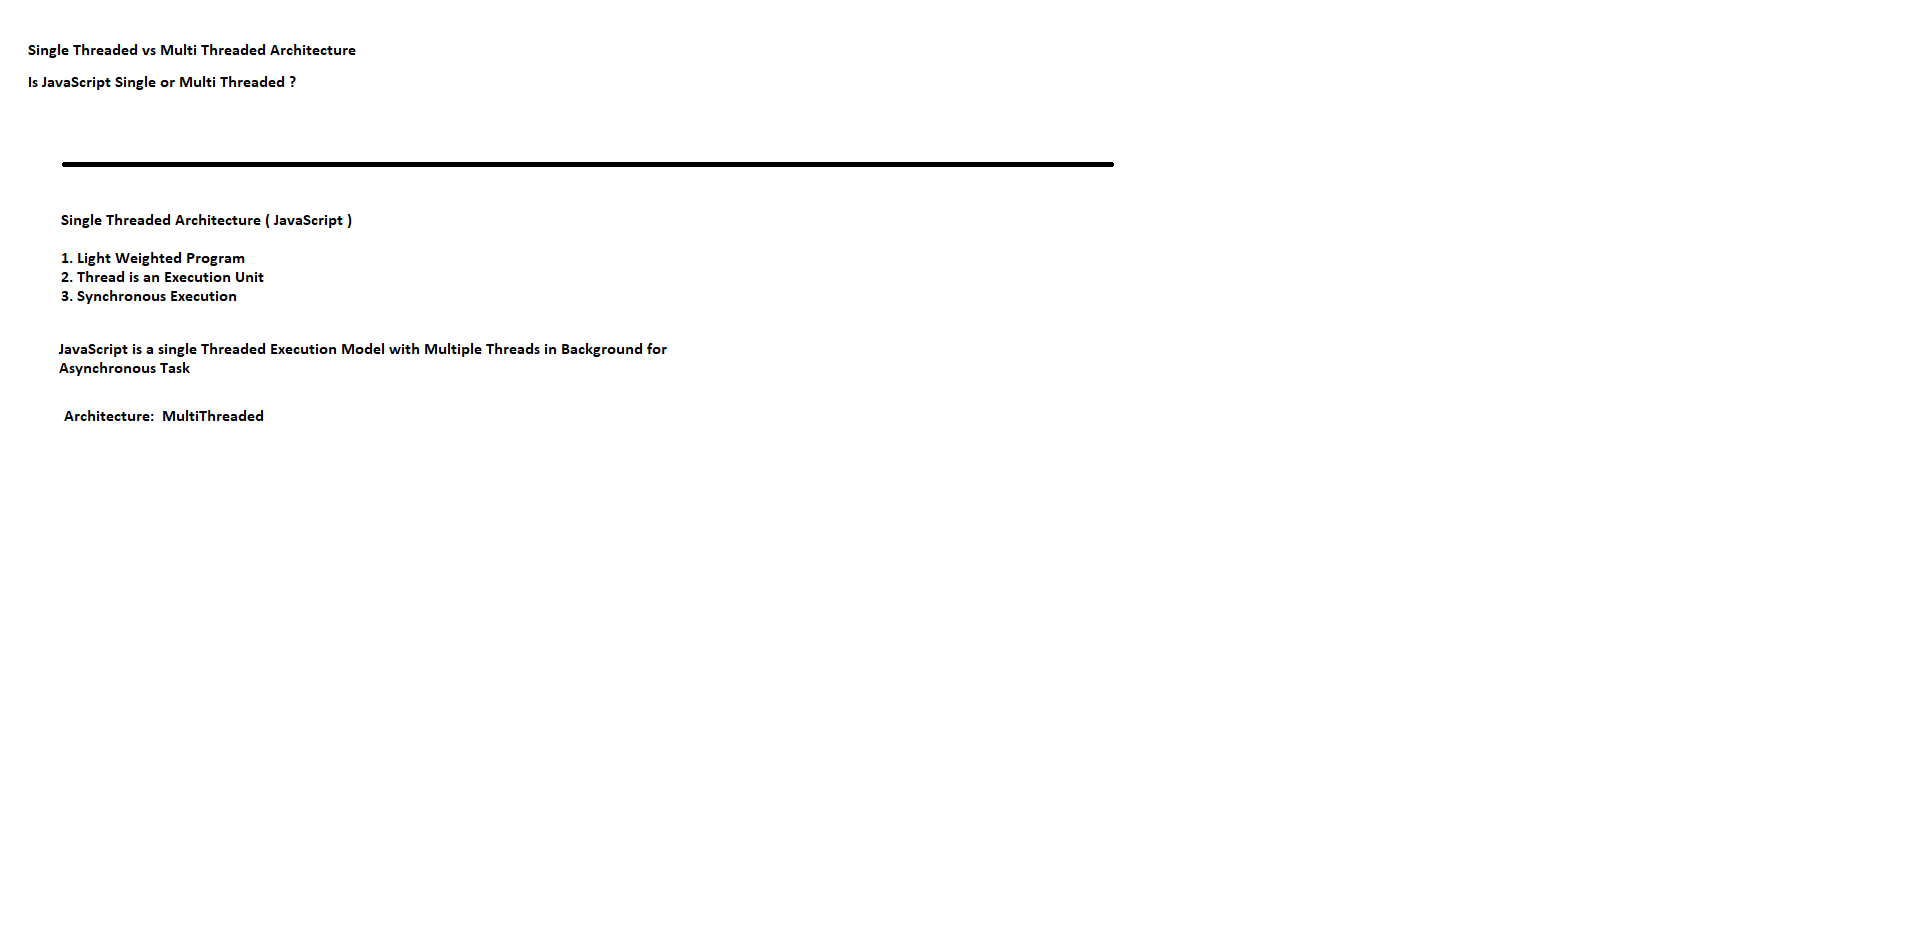 Single Threaded vs Multi Threaded Architecture
Is JavaScript Single or Multi Threaded ?
Single Threaded Architecture ( JavaScript )
1. Light Weighted Program
2. Thread is an Execution Unit
3. Synchronous Execution
JavaScript is a single Threaded Execution Model with Multiple Threads in Background for
Asynchronous Task
Architecture:  MultiThreaded